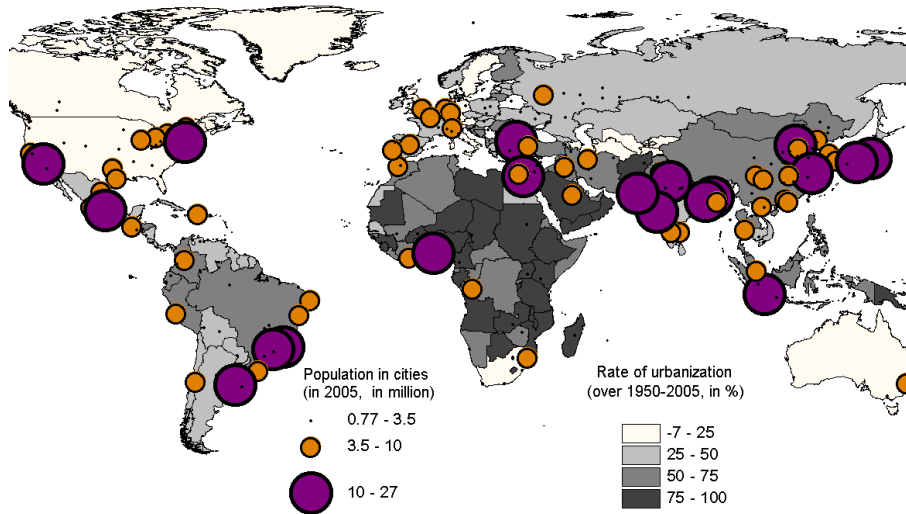 Population in cities
(in 2005, in million)
0.77 - 3.5
3.5 - 10
10 - 27
Rate of urbanization
(over 1950-2005, in %)
-7 - 25
25 - 50
50 - 75
75 - 100